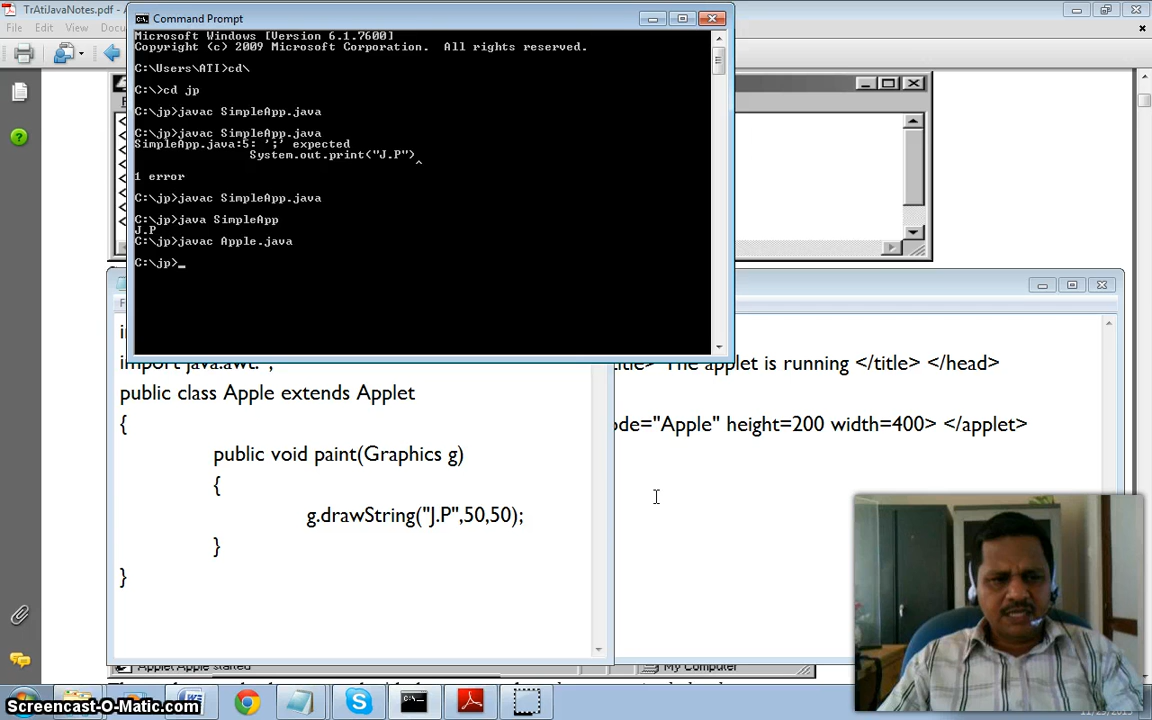 TrAtiJavaNotes.pdf -
File Edit View
Command Prompt
Microsoft Windows [Version 6.1.7600]
Copyright (c) 2009 Microsoft Corporation. All rights reserved.
C:\Users\ATI>cd\
C:\>cd jp
C:\jp>javac SimpleApp.java
C:\jp>javac SimpleApp.java
SimpleApp.java:5: ';' expected
System.out.print("J.P")
^
1 error
C:\jp>javac SimpleApp.java
C:\jp>java SimpleApp
J.P
C:\jp>javac Apple.java
C:\jp>_
import java.awt.
public class Apple extends Applet
{
public void paint(Graphics g)
{
g.drawString("J.P",50,50);
}
}
The applet is running </title> </head>
"Apple" height=200 width=400> </applet>
Applet Apple started
My Computer
Screencast-O-Matic.com